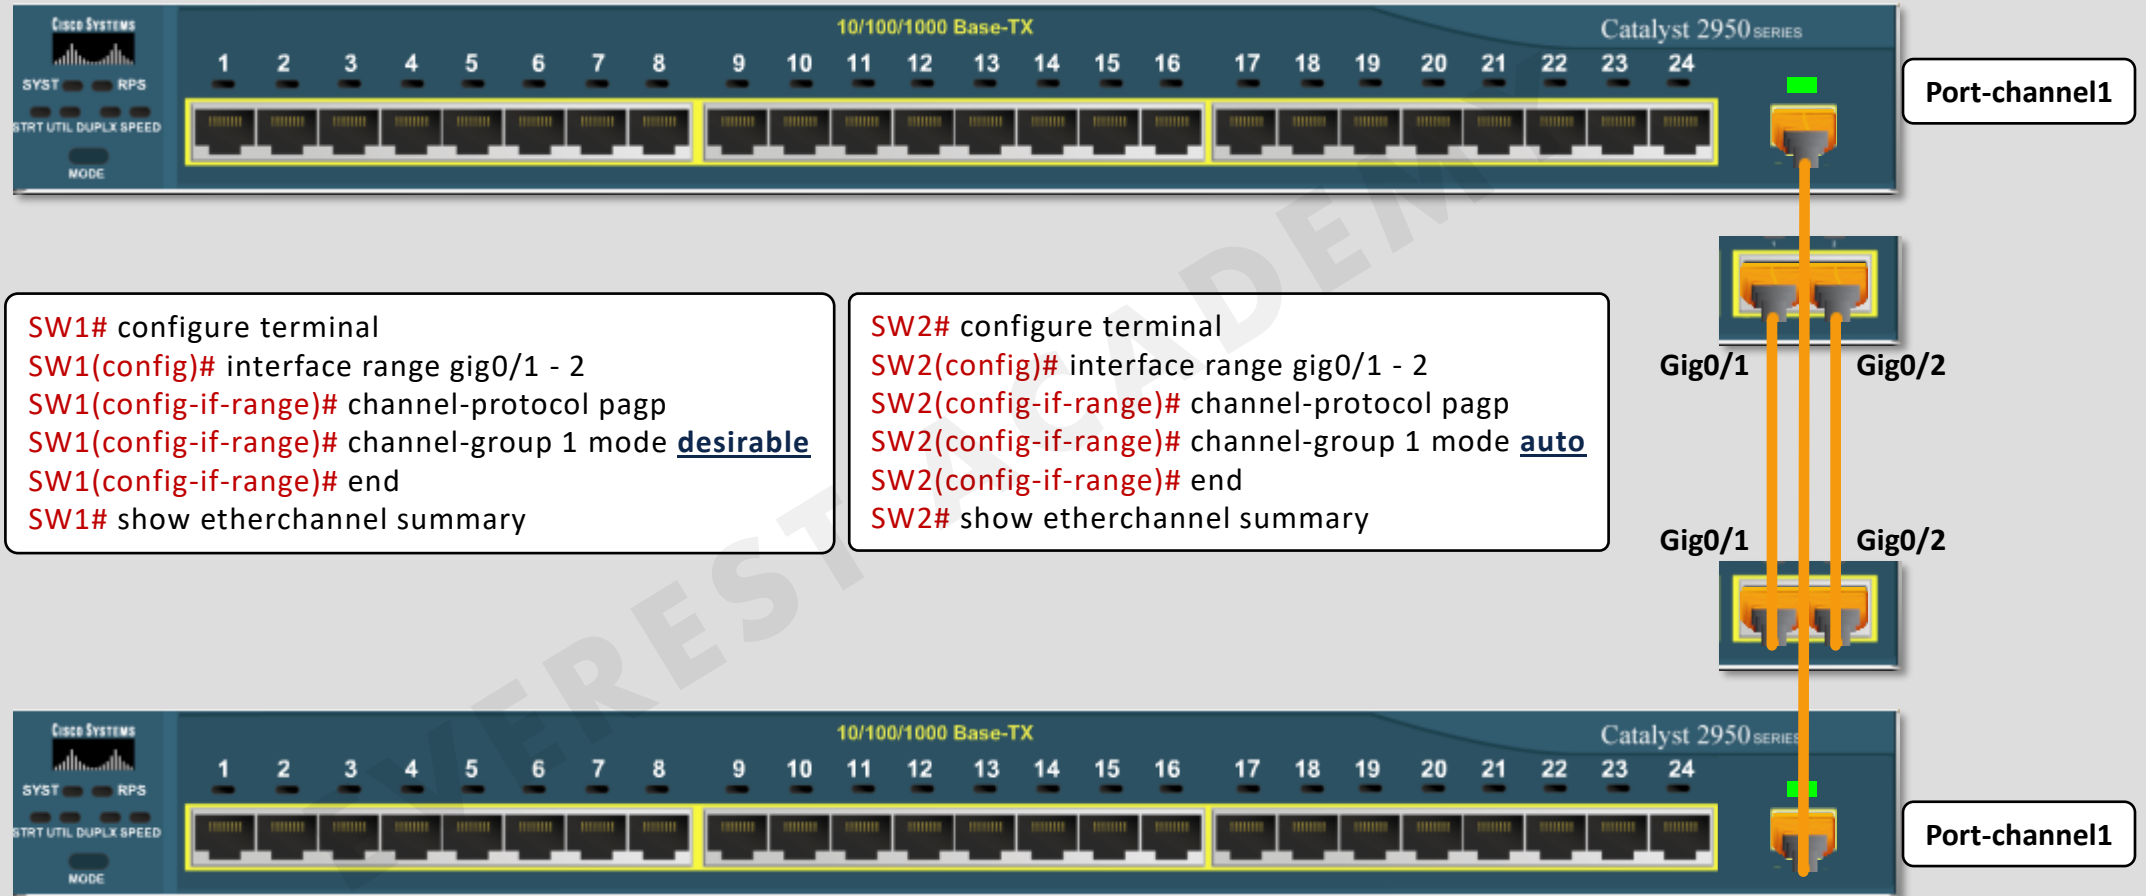 CISCO SYSTEMS
10/100/1000 Base-TX
Catalyst 2950 SERIES
1 2 3 4 5 6 7 8 9 10 11 12 13 14 15 16 17 18 19 20 21 22 23 24
SYST RPS
STRT UTIL DUPLX SPEED
MODE
Port-channel1
SW1# configure terminal
SW1(config)# interface range gig0/1 - 2
SW1(config-if-range)# channel-protocol pagp
SW1(config-if-range)# channel-group 1 mode desirable
SW1(config-if-range)# end
SW1# show etherchannel summary
SW2# configure terminal
SW2(config)# interface range gig0/1 - 2
SW2(config-if-range)# channel-protocol pagp
SW2(config-if-range)# channel-group 1 mode auto
SW2(config-if-range)# end
SW2# show etherchannel summary
Gig0/1 Gig0/2
Gig0/1 Gig0/2
EVEREST ACADEMY
CISCO SYSTEMS
10/100/1000 Base-TX
Catalyst 2950 SERIES
1 2 3 4 5 6 7 8 9 10 11 12 13 14 15 16 17 18 19 20 21 22 23 24
SYST RPS
STRT UTIL DUPLX SPEED
MODE
Port-channel1